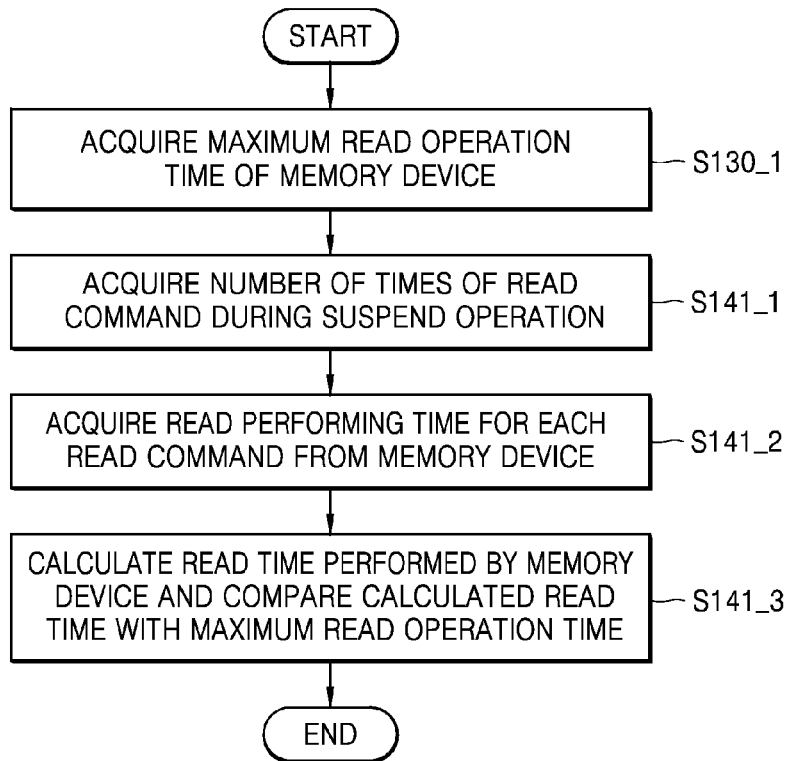 START
ACQUIRE MAXIMUM READ OPERATION
TIME OF MEMORY DEVICE
S130_1
ACQUIRE NUMBER OF TIMES OF READ
COMMAND DURING SUSPEND OPERATION
S141_1
ACQUIRE READ PERFORMING TIME FOR EACH
READ COMMAND FROM MEMORY DEVICE
S141_2
CALCULATE READ TIME PERFORMED BY MEMORY
DEVICE AND COMPARE CALCULATED READ
TIME WITH MAXIMUM READ OPERATION TIME
S141_3
END